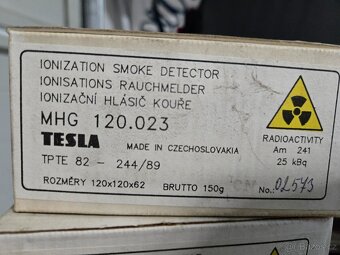 IONIZATION SMOKE DETECTOR
IONISATIONS RAUCHMELDER
IONIZAČNÍ HLÁSIČ KOUŘE
MHG 120.023
TESLA MADE IN CZECHOSLOVAKIA
TPTE 82 - 244/89
ROZMĚRY 120x120x62 BRUTTO 150g
RADIOACTIVITY
Am 241
25 kBq
No.: 02573